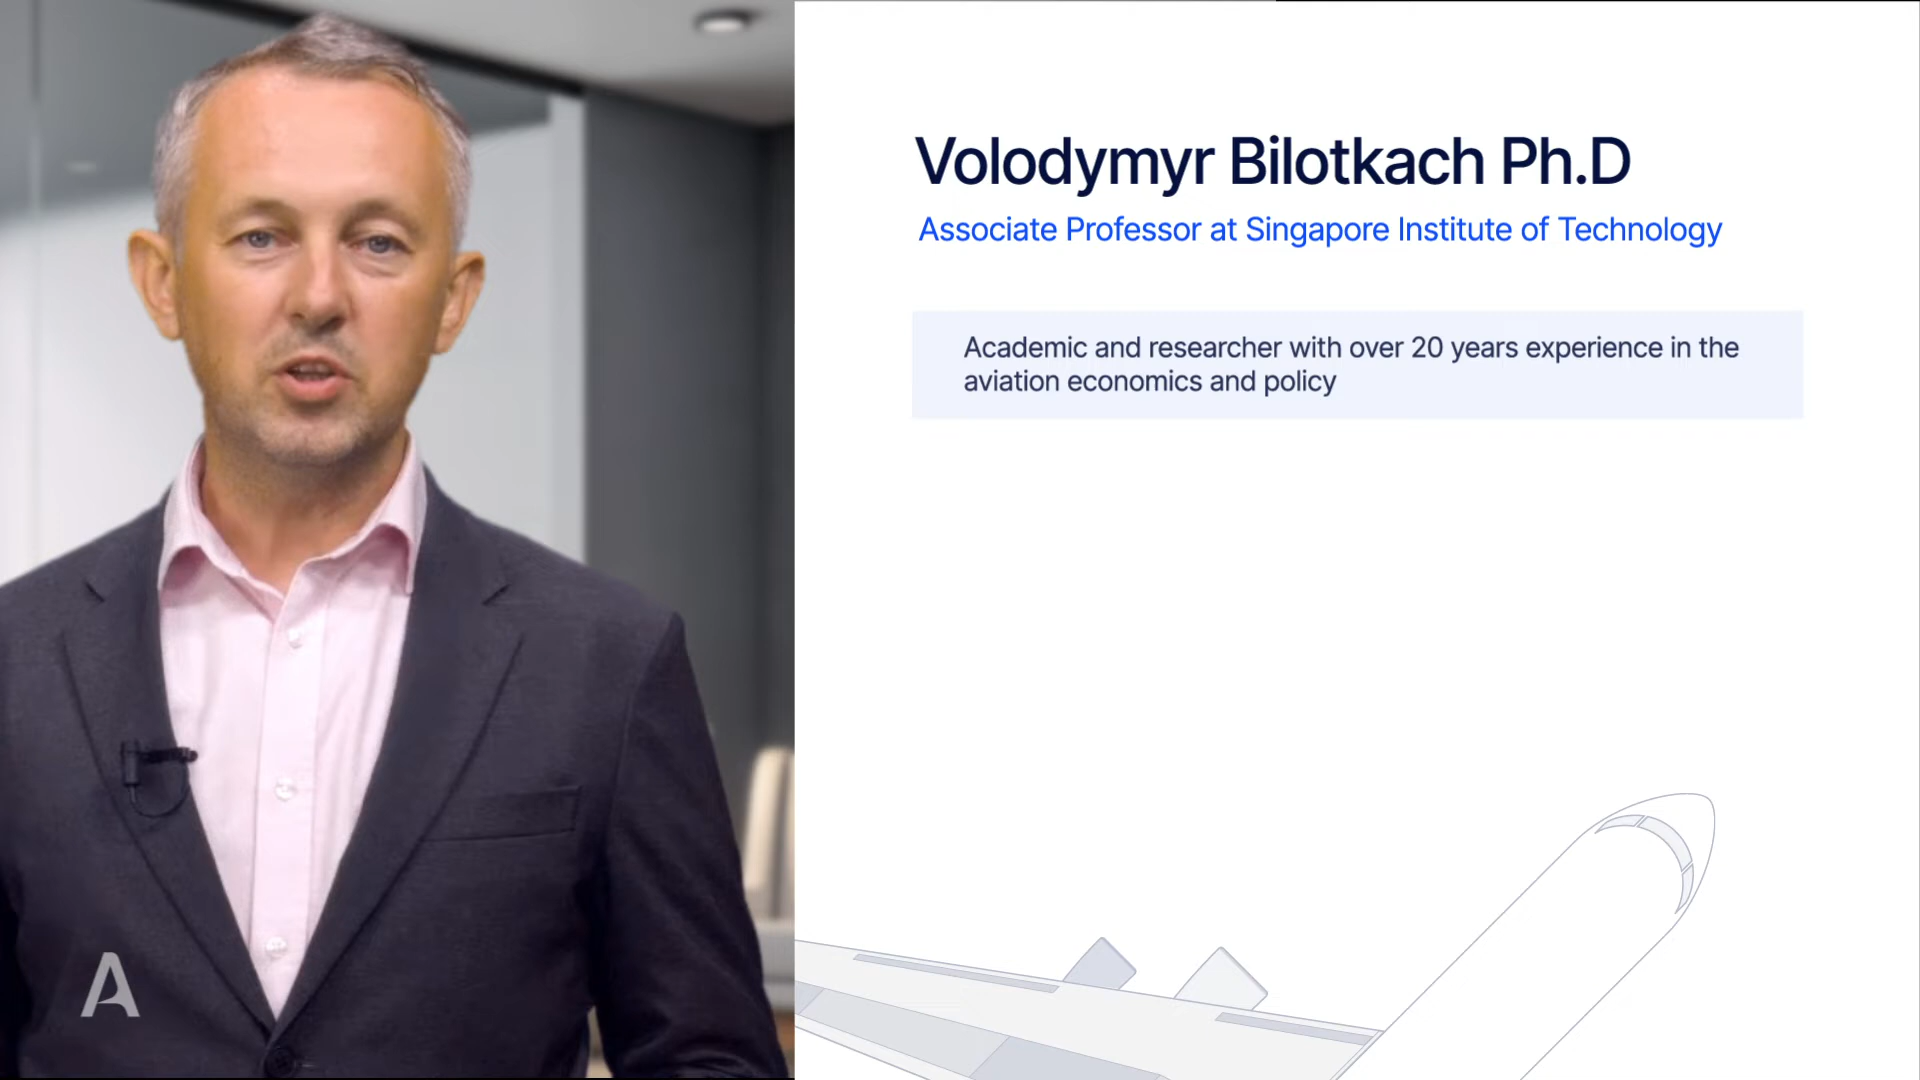 Volodymyr Bilotkach Ph.D
Associate Professor at Singapore Institute of Technology
Academic and researcher with over 20 years experience in the
aviation economics and policy
A